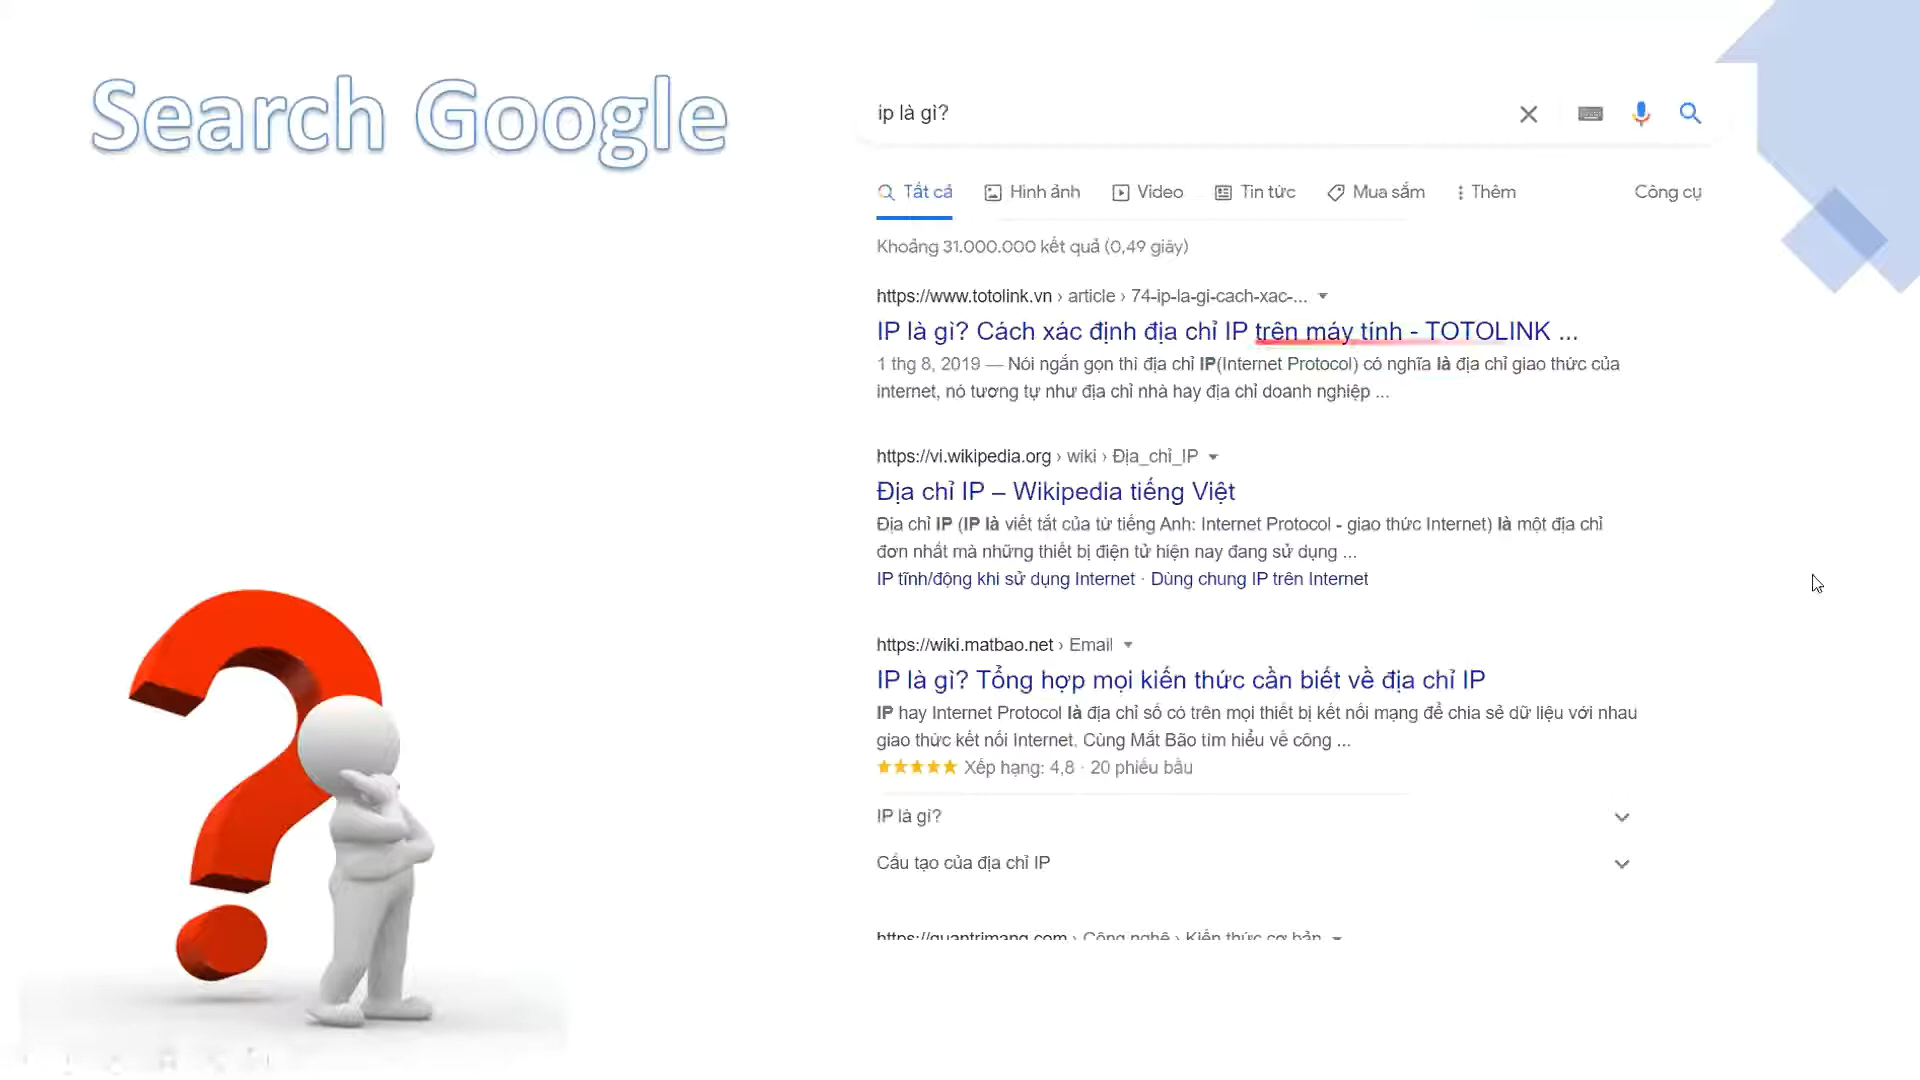 Search Google
ip là gì?
Tất cả Hình ảnh Video Tin tức Mua sắm Thêm Công cụ
Khoảng 31.000.000 kết quả (0,49 giây)
https://www.totolink.vn › article › 74-ip-la-gi-cach-xac-...
IP là gì? Cách xác định địa chỉ IP trên máy tính - TOTOLINK ...
1 thg 8, 2019 — Nói ngắn gọn thì địa chỉ IP(Internet Protocol) có nghĩa là địa chỉ giao thức của
internet, nó tương tự như địa chỉ nhà hay địa chỉ doanh nghiệp ...
https://vi.wikipedia.org › wiki › Địa_chỉ_IP
Địa chỉ IP – Wikipedia tiếng Việt
Địa chỉ IP (IP là viết tắt của từ tiếng Anh: Internet Protocol - giao thức Internet) là một địa chỉ
đơn nhất mà những thiết bị điện tử hiện nay đang sử dụng ...
IP tĩnh/động khi sử dụng Internet · Dùng chung IP trên Internet
https://wiki.matbao.net › Email
IP là gì? Tổng hợp mọi kiến thức cần biết về địa chỉ IP
IP hay Internet Protocol là địa chỉ số có trên mọi thiết bị kết nối mạng để chia sẻ dữ liệu với nhau
giao thức kết nối Internet. Cùng Mắt Bão tìm hiểu về công ...
Xếp hạng: 4,8 · 20 phiếu bầu
IP là gì?
Cấu tạo của địa chỉ IP
https://quantrimang.com › Công nghệ › Kiến thức cơ bản